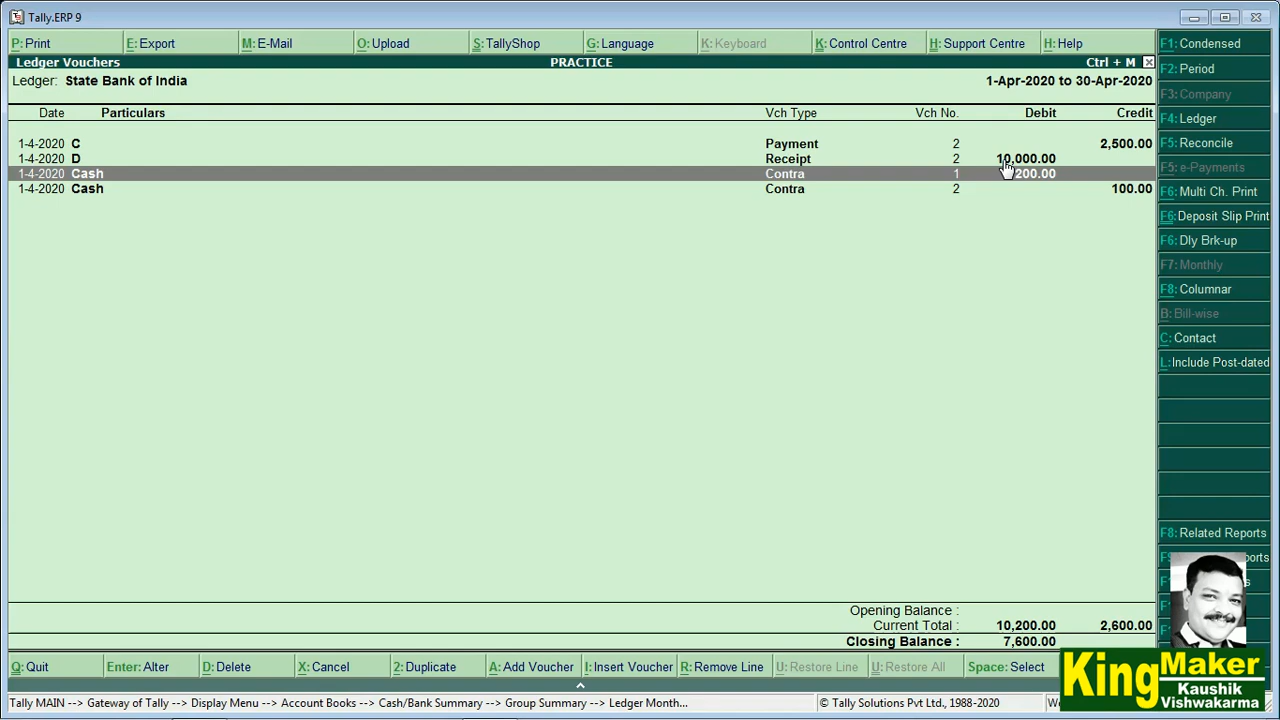 Tally.ERP 9
P: Print E: Export M: E-Mail O: Upload S: TallyShop G: Language K: Keyboard K: Control Centre H: Support Centre H: Help
Ledger Vouchers PRACTICE Ctrl + M
Ledger: State Bank of India 1-Apr-2020 to 30-Apr-2020
Date Particulars Vch Type Vch No. Debit Credit
1-4-2020 C Payment 2 2,500.00
1-4-2020 D Receipt 2 10,000.00
1-4-2020 Cash Contra 1 200.00
1-4-2020 Cash Contra 2 100.00
Opening Balance :
Current Total : 10,200.00 2,600.00
Closing Balance : 7,600.00
F1: Condensed
F2: Period
F3: Company
F4: Ledger
F5: Reconcile
F5: e-Payments
F6: Multi Ch. Print
F6: Deposit Slip Print
F6: Dly Brk-up
F7: Monthly
F8: Columnar
B: Bill-wise
C: Contact
L: Include Post-dated
F8: Related Reports
Q: Quit Enter: Alter D: Delete X: Cancel 2: Duplicate A: Add Voucher I: Insert Voucher R: Remove Line U: Restore Line U: Restore All Space: Select
Tally MAIN --> Gateway of Tally --> Display Menu --> Account Books --> Cash/Bank Summary --> Group Summary --> Ledger Month... © Tally Solutions Pvt Ltd., 1988-2020
KingMaker
Kaushik
Vishwakarma